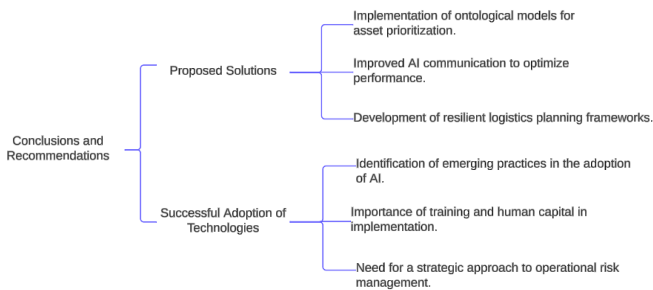 Conclusions and
Recommendations
Proposed Solutions
Implementation of ontological models for
asset prioritization.
Improved AI communication to optimize
performance.
Development of resilient logistics planning frameworks.
Successful Adoption of
Technologies
Identification of emerging practices in the adoption
of AI.
Importance of training and human capital in
implementation.
Need for a strategic approach to operational risk
management.